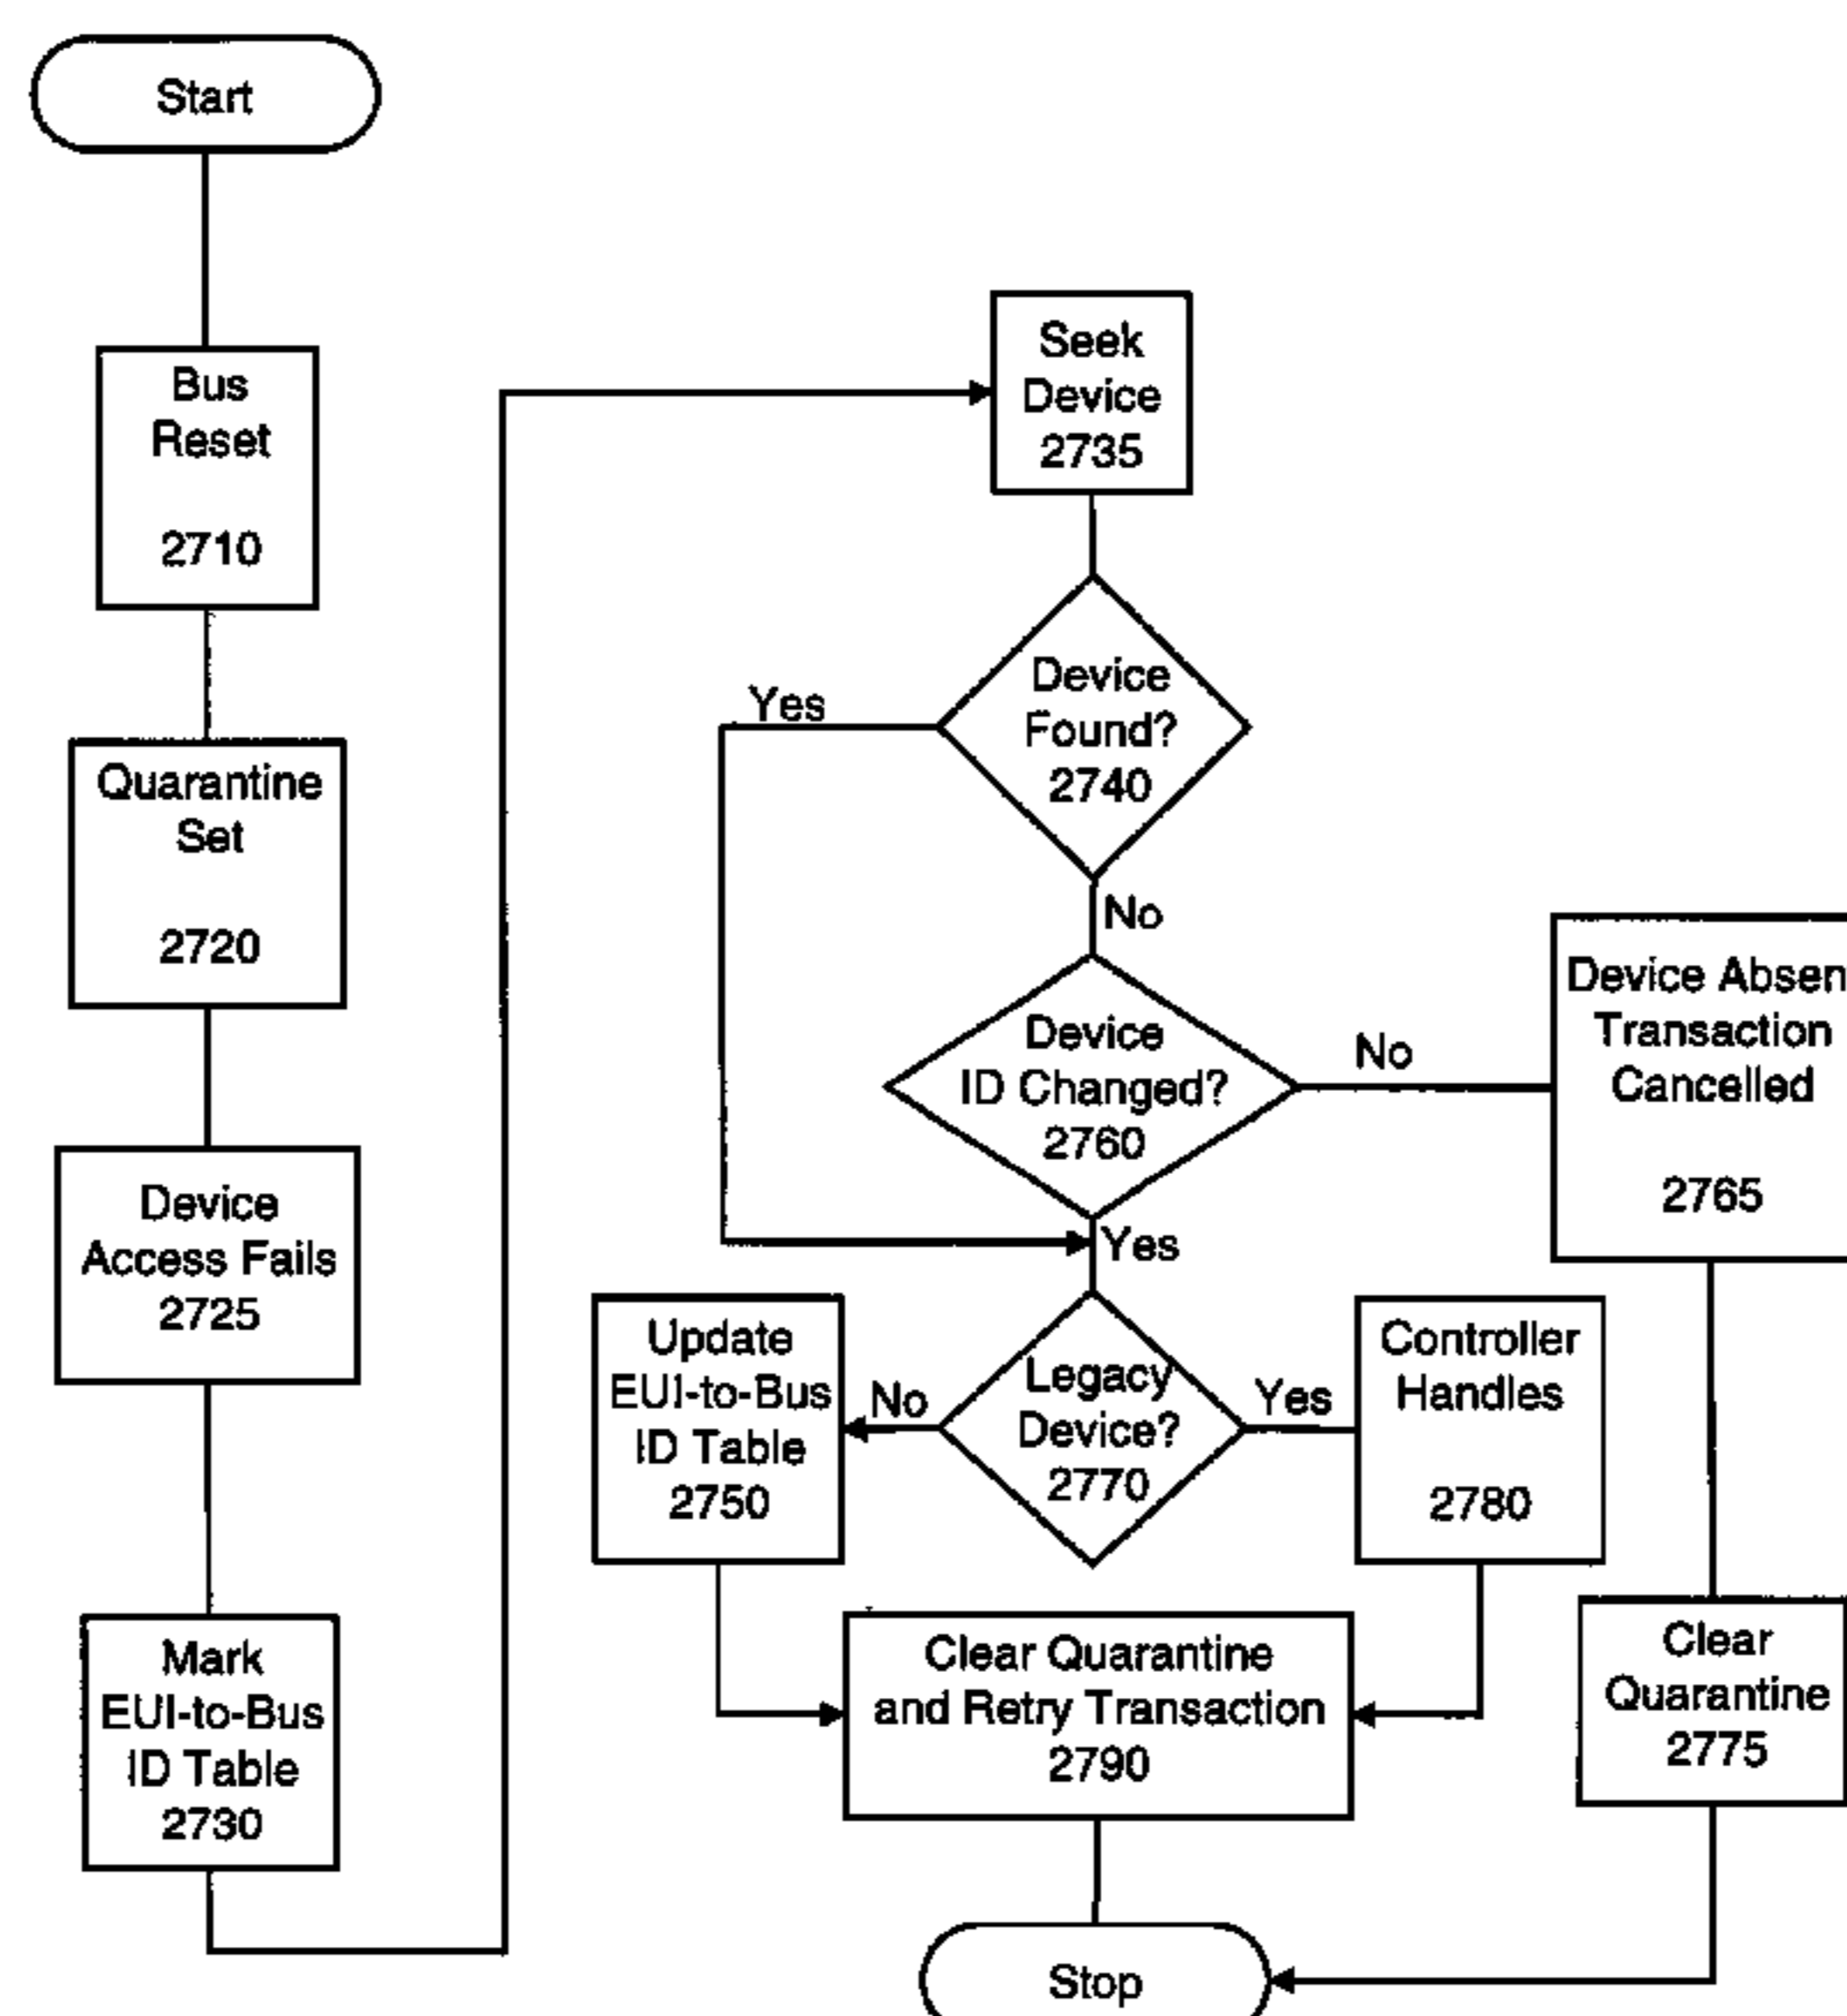 Start
Bus
Reset
2710
Quarantine
Set
2720
Device
Access Fails
2725
Mark
EUI-to-Bus
ID Table
2730
Seek
Device
2735
Device
Found?
2740
Yes
No
Device
ID Changed?
2760
No
Yes
Device Absen
Transaction
Cancelled
2765
Update
EUI-to-Bus
ID Table
2750
No
Legacy
Device?
2770
Yes
Controller
Handles
2780
Clear Quarantine
and Retry Transaction
2790
Clear
Quarantine
2775
Stop